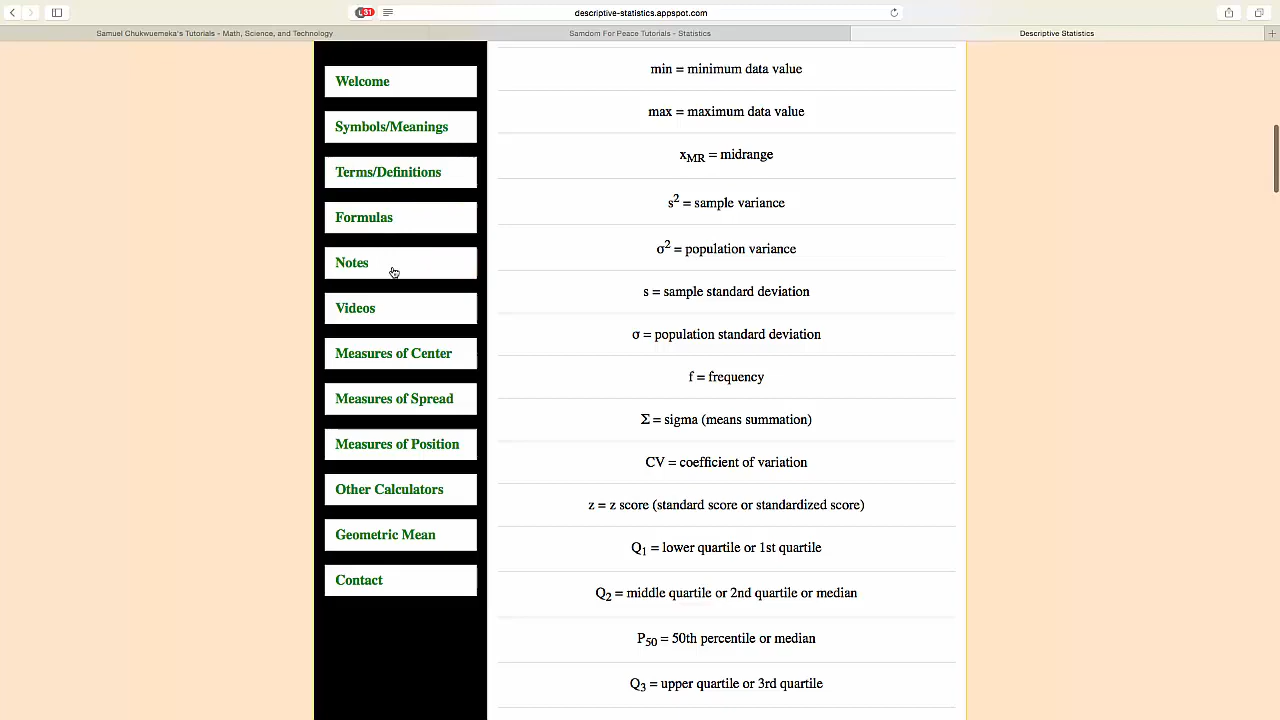 descriptive-statistics.appspot.com
Samuel Chukwuemeka's Tutorials - Math, Science, and Technology
Samdom For Peace Tutorials - Statistics
Descriptive Statistics
Welcome
Symbols/Meanings
Terms/Definitions
Formulas
Notes
Videos
Measures of Center
Measures of Spread
Measures of Position
Other Calculators
Geometric Mean
Contact
min = minimum data value
max = maximum data value
xMR = midrange
s² = sample variance
σ² = population variance
s = sample standard deviation
σ = population standard deviation
f = frequency
Σ = sigma (means summation)
CV = coefficient of variation
z = z score (standard score or standardized score)
Q₁ = lower quartile or 1st quartile
Q₂ = middle quartile or 2nd quartile or median
P₅₀ = 50th percentile or median
Q₃ = upper quartile or 3rd quartile